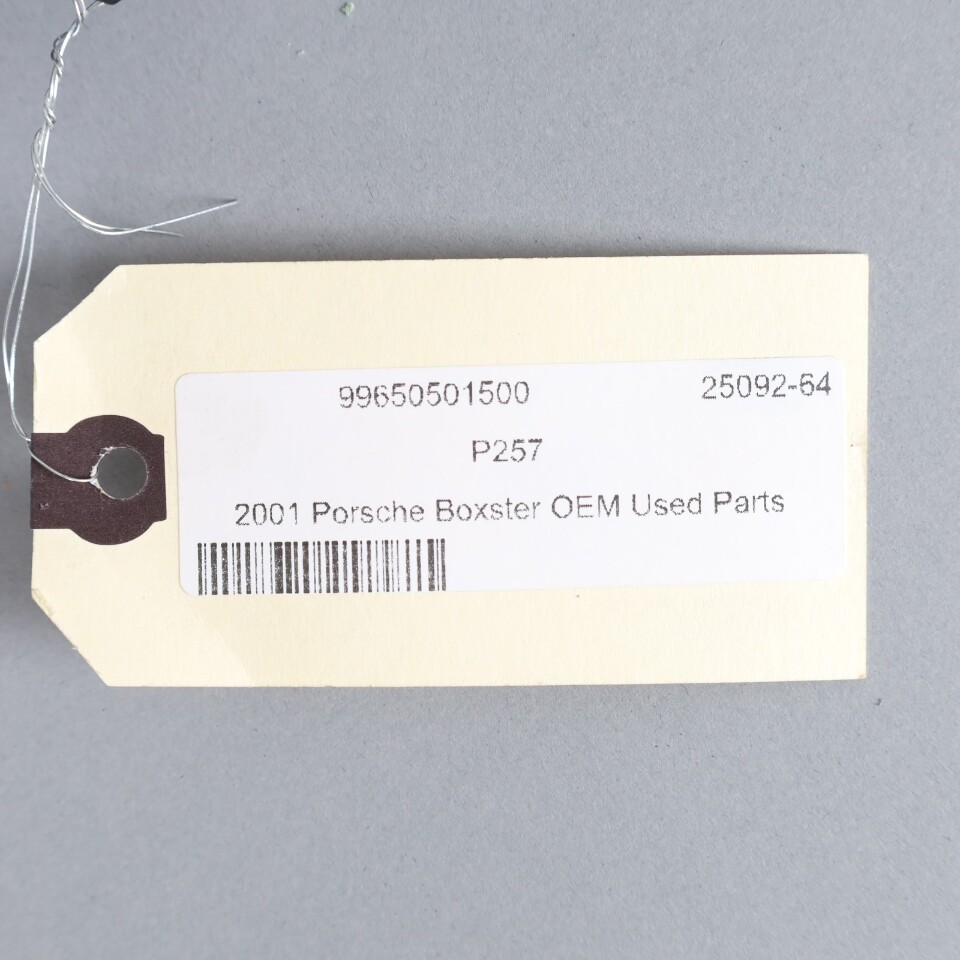 99650501500 25092-64
P257
2001 Porsche Boxster OEM Used Parts